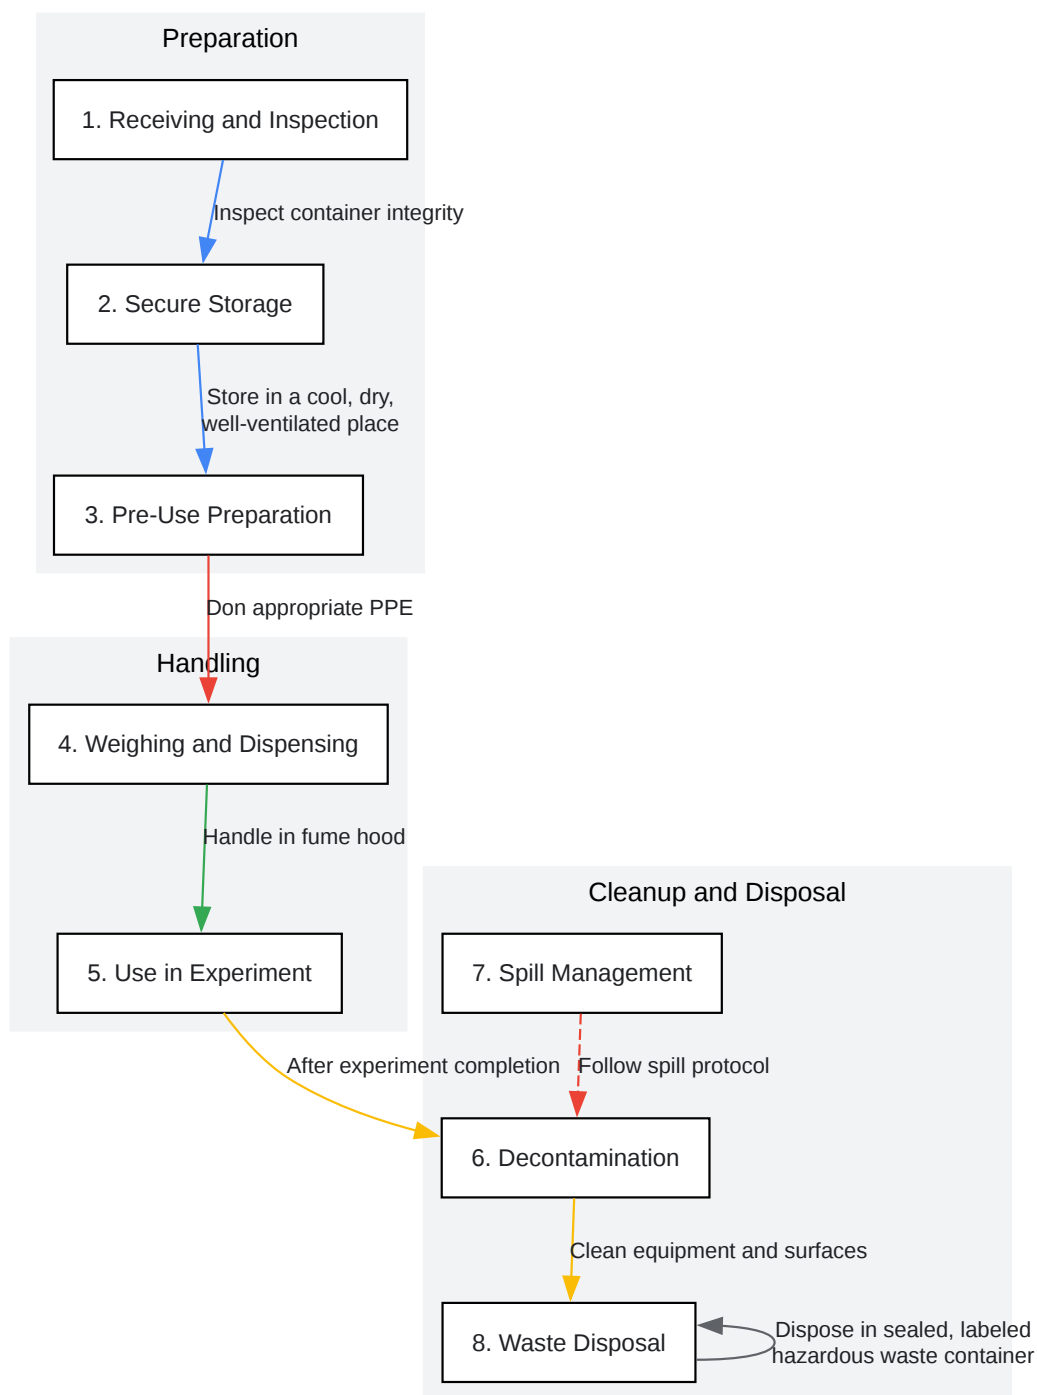 Preparation
1. Receiving and Inspection
Inspect container integrity
2. Secure Storage
Store in a cool, dry,
well-ventilated place
3. Pre-Use Preparation
Don appropriate PPE
Handling
4. Weighing and Dispensing
Handle in fume hood
5. Use in Experiment
After experiment completion
Cleanup and Disposal
7. Spill Management
Follow spill protocol
6. Decontamination
Clean equipment and surfaces
8. Waste Disposal
Dispose in sealed, labeled
hazardous waste container